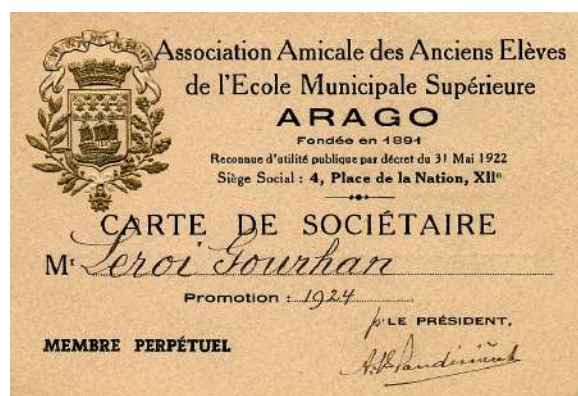 Association Amicale des Anciens Elèves
de l'Ecole Municipale Supérieure
ARAGO
Fondée en 1891
Reconnue d'utilité publique par décret du 31 Mai 1922
Siège Social : 4, Place de la Nation, XIIᵉ
CARTE DE SOCIÉTAIRE
Mʳ Leroi Gourhan
Promotion : 1924
pʳ LE PRÉSIDENT,
MEMBRE PERPÉTUEL